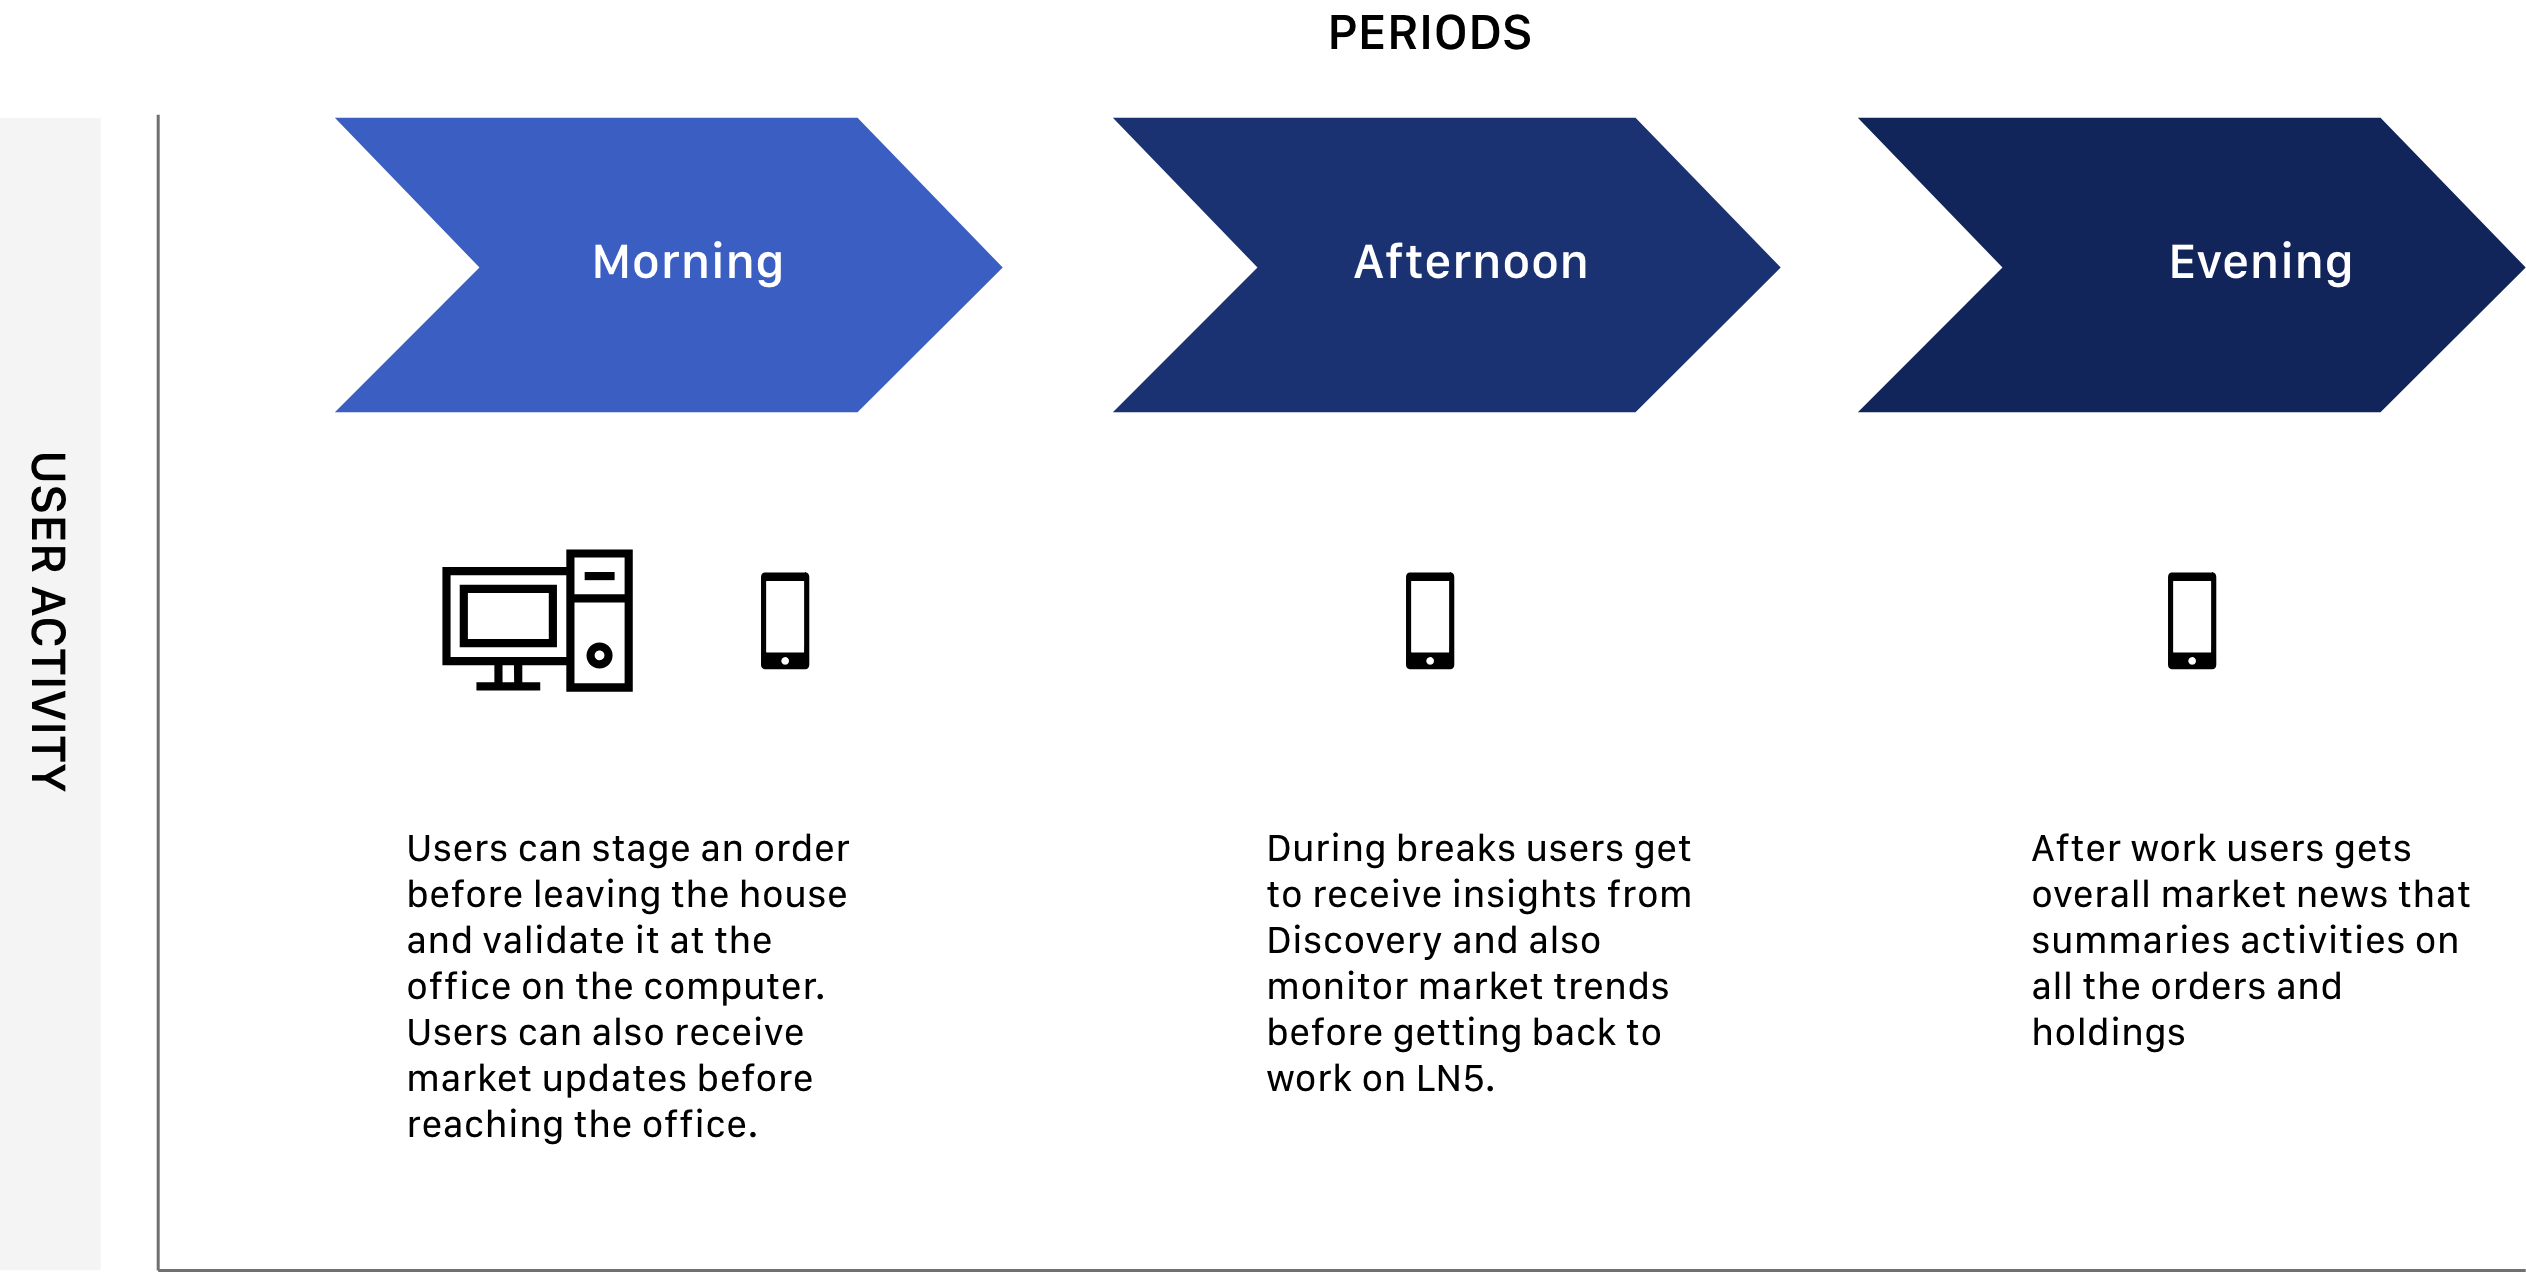 PERIODS
Morning
Afternoon
Evening
USER ACTIVITY
Users can stage an order
before leaving the house
and validate it at the
office on the computer.
Users can also receive
market updates before
reaching the office.
During breaks users get
to receive insights from
Discovery and also
monitor market trends
before getting back to
work on LN5.
After work users gets
overall market news that
summaries activities on
all the orders and
holdings